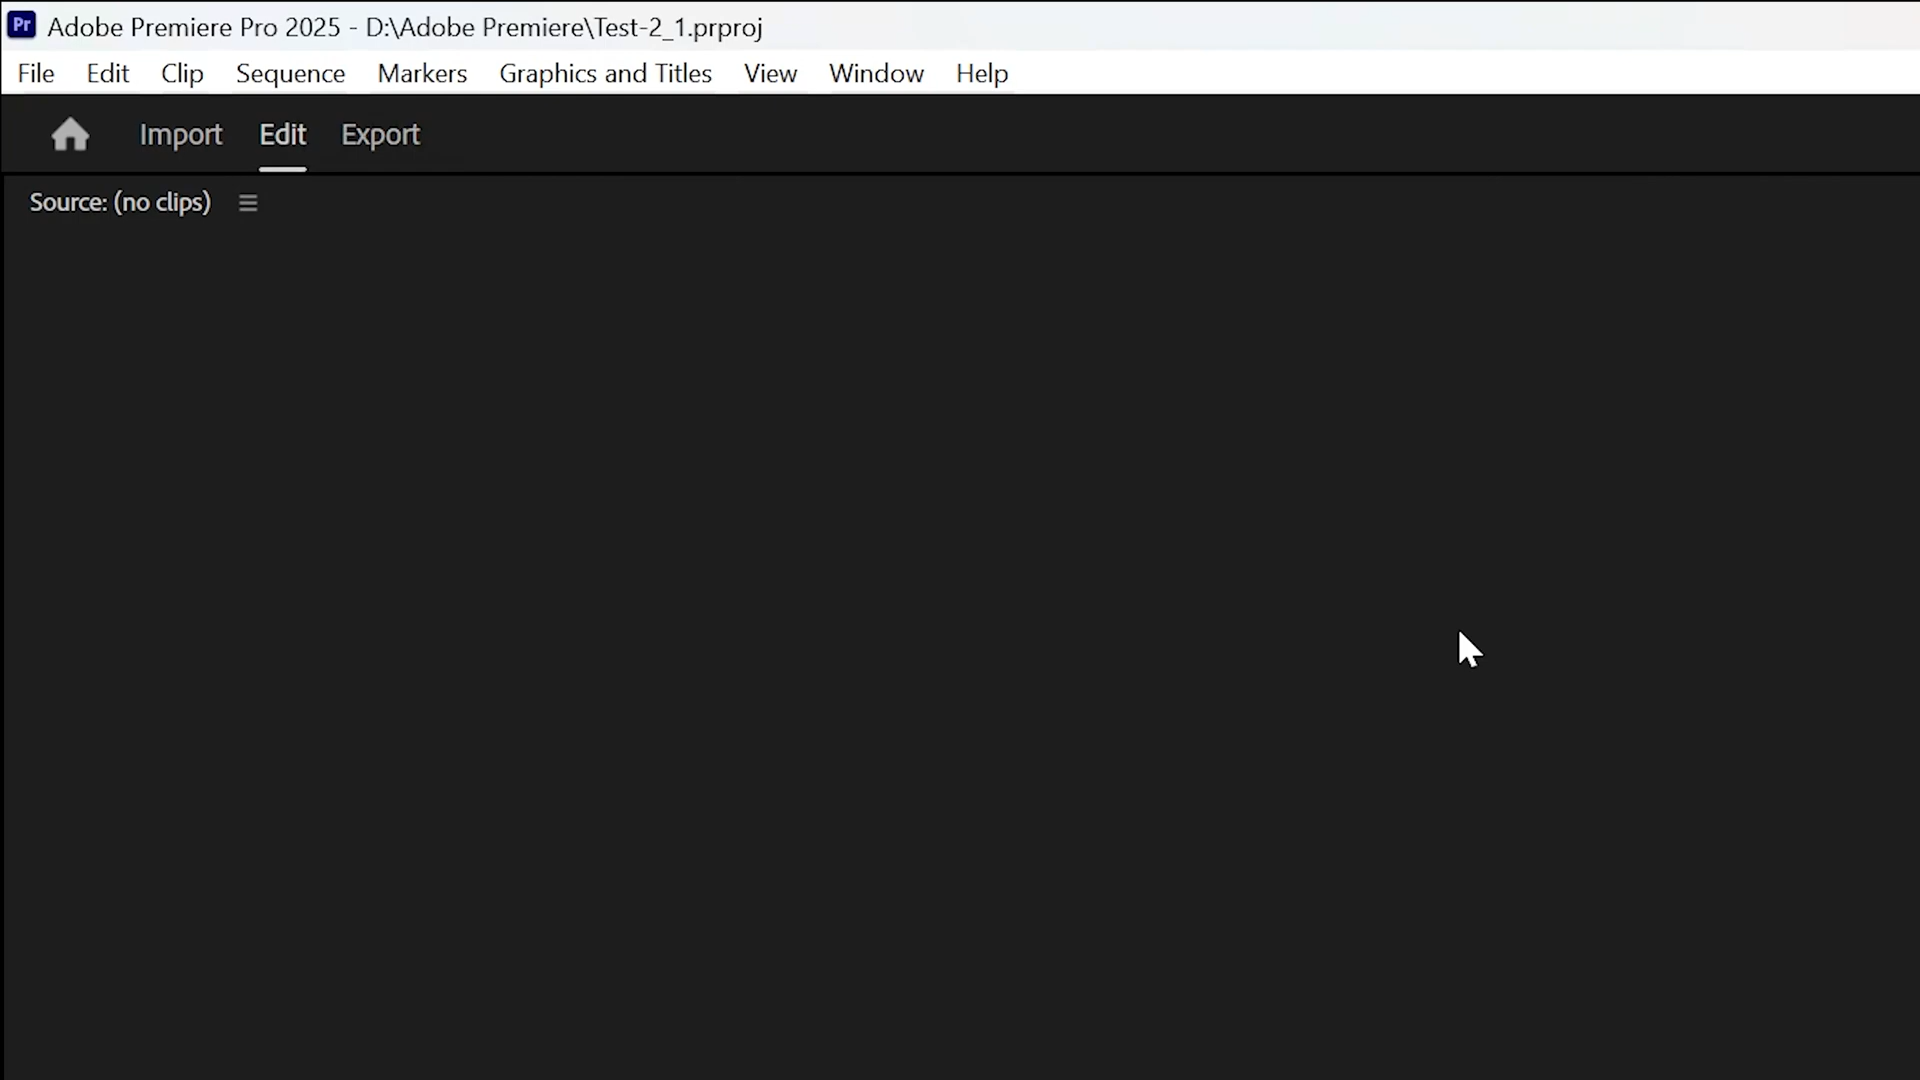 Pr Adobe Premiere Pro 2025 - D:\Adobe Premiere\Test-2_1.prproj
File Edit Clip Sequence Markers Graphics and Titles View Window Help
Import Edit Export
Source: (no clips)